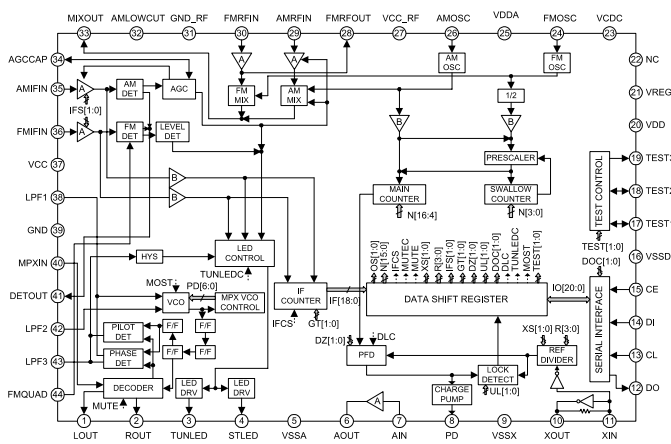 MIXOUT AMLOWCUT GND_RF FMRFIN AMRFIN FMRFOUT VCC_RF AMOSC VDDA FMOSC VCDC
33 32 31 30 29 28 27 26 25 24 23
AGCCAP 34
AMIFIN 35
FMIFIN 36
VCC 37
LPF1 38
GND 39
MPXIN 40
DETOUT 41
LPF2 42
LPF3 43
FMQUAD 44
22 NC
21 VREG
20 VDD
19 TEST3
18 TEST2
17 TEST1
16 VSSD
15 CE
14 DI
13 CL
12 DO
A
A
A
A
IFS[1:0]
AM DET
AGC
FM DET
LEVEL DET
FM MIX
AM MIX
AM OSC
FM OSC
1/2
B
B
B
B
PRESCALER
MAIN COUNTER
SWALLOW COUNTER
N[16:4]
N[3:0]
TEST CONTROL
TEST[1:0]
DOC[1:0]
HYS
LED CONTROL
TUNLEDC
MOST
PD[6:0]
VCO
MPX VCO CONTROL
IF COUNTER
IFCS
GT[1:0]
IF[18:0]
OS[1:0]
N[15:0]
IFCS
MUTEC
MUTE
XS[1:0]
R[3:0]
IFS[1:0]
GT[1:0]
DZ[1:0]
UL[1:0]
DOC[1:0]
DLC
TUNLEDC
MOST
TEST[1:0]
DATA SHIFT REGISTER
IO[20:0]
SERIAL INTERFACE
PILOT DET
PHASE DET
F/F
F/F
F/F
F/F
DECODER
MUTE
LED DRV
LED DRV
DZ[1:0]
DLC
PFD
XS[1:0] R[3:0]
REF DIVIDER
LOCK DETECT
UL[1:0]
CHARGE PUMP
A
1 2 3 4 5 6 7 8 9 10 11
LOUT ROUT TUNLED STLED VSSA AOUT AIN PD VSSX XOUT XIN